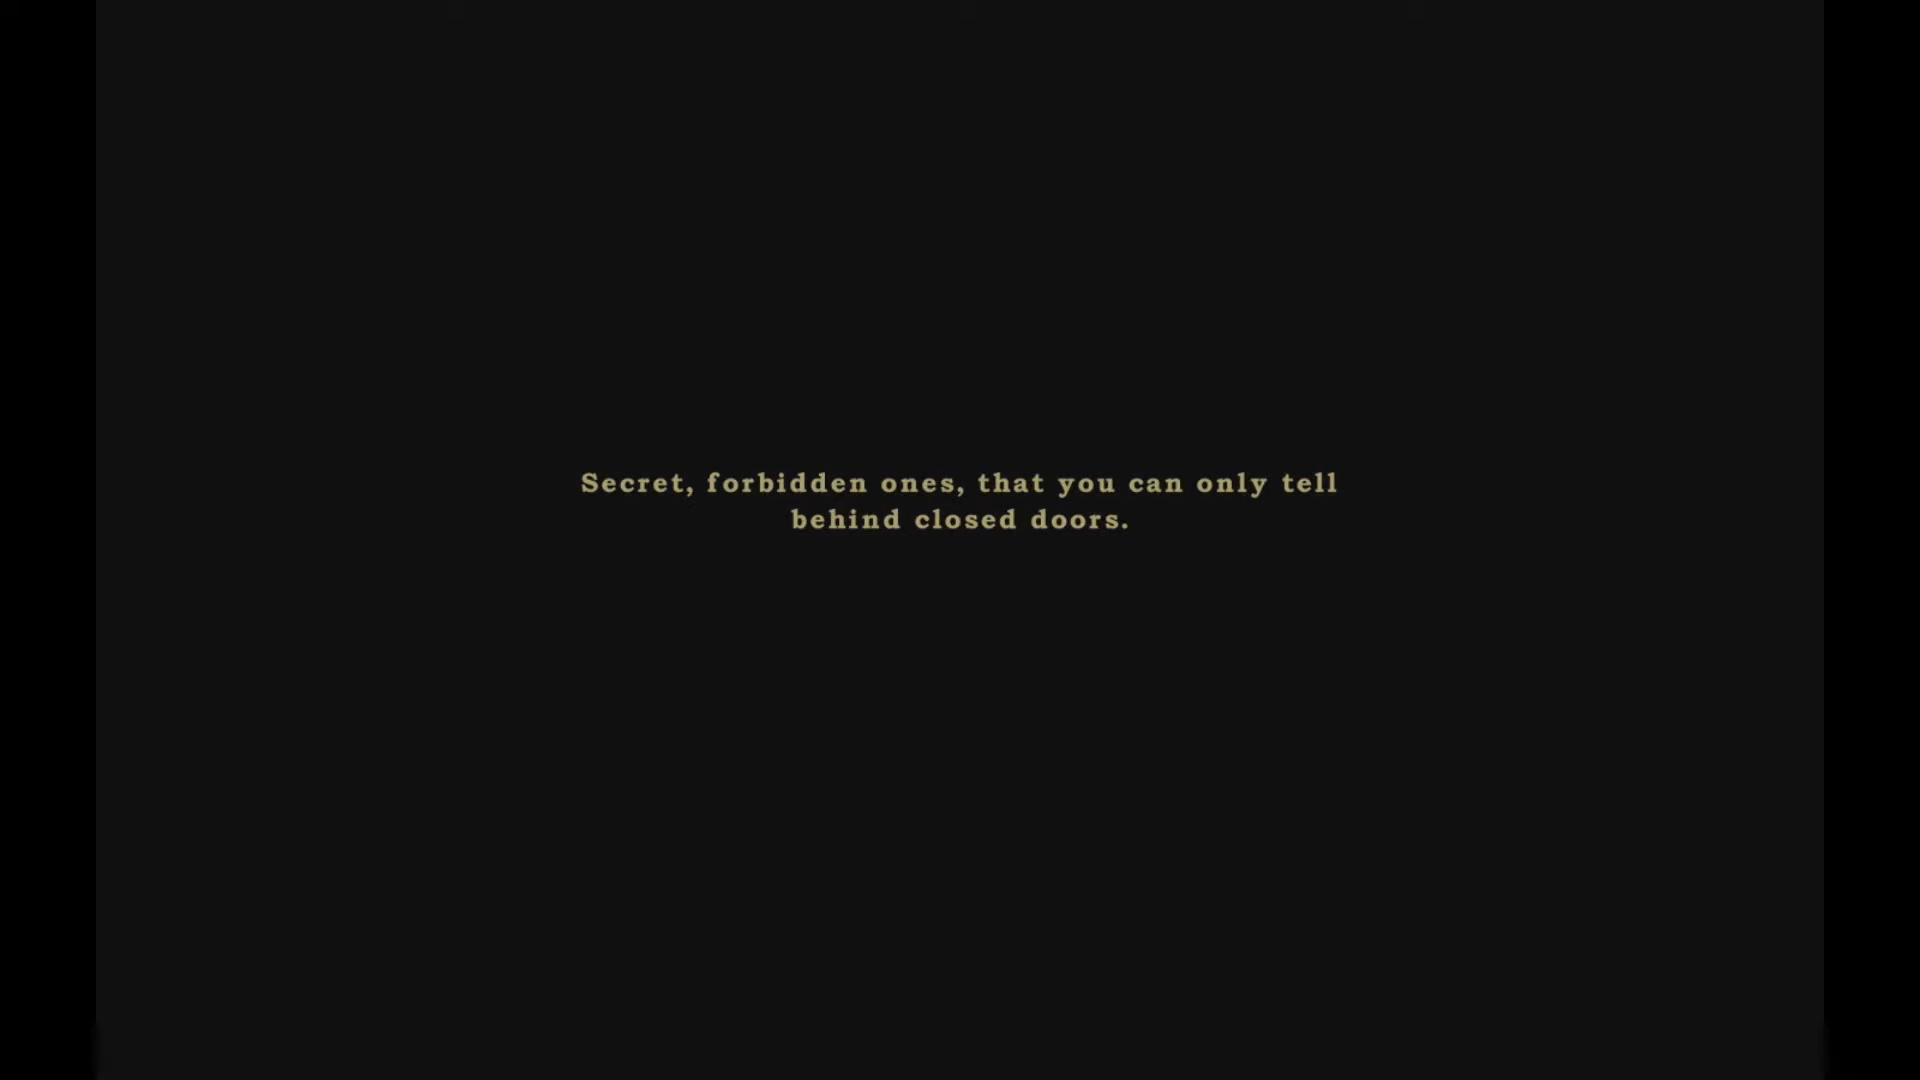 Secret, forbidden ones, that you can only tell
behind closed doors.